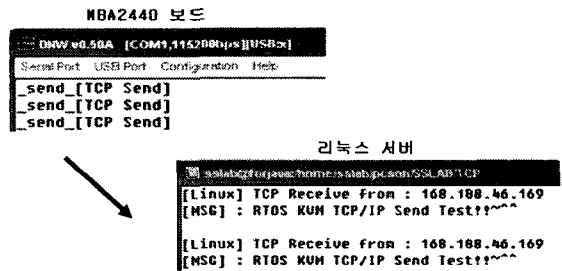 MBA2440 보드
DNW v0.50A [COM1,115200bps][USB:x]
Serial Port USB Port Configuration Help
_send_[TCP Send]
_send_[TCP Send]
_send_[TCP Send]
리눅스 서버
[Linux] TCP Receive from : 168.188.46.169
[MSG] : RTOS KVM TCP/IP Send Test!!~^^
[Linux] TCP Receive from : 168.188.46.169
[MSG] : RTOS KVM TCP/IP Send Test!!~^^